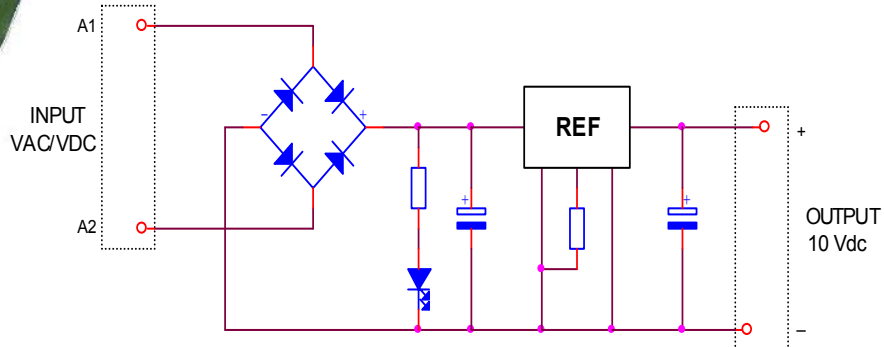 A1
INPUT
VAC/VDC
A2
−
+
REF
+
+
+
OUTPUT
10 Vdc
–